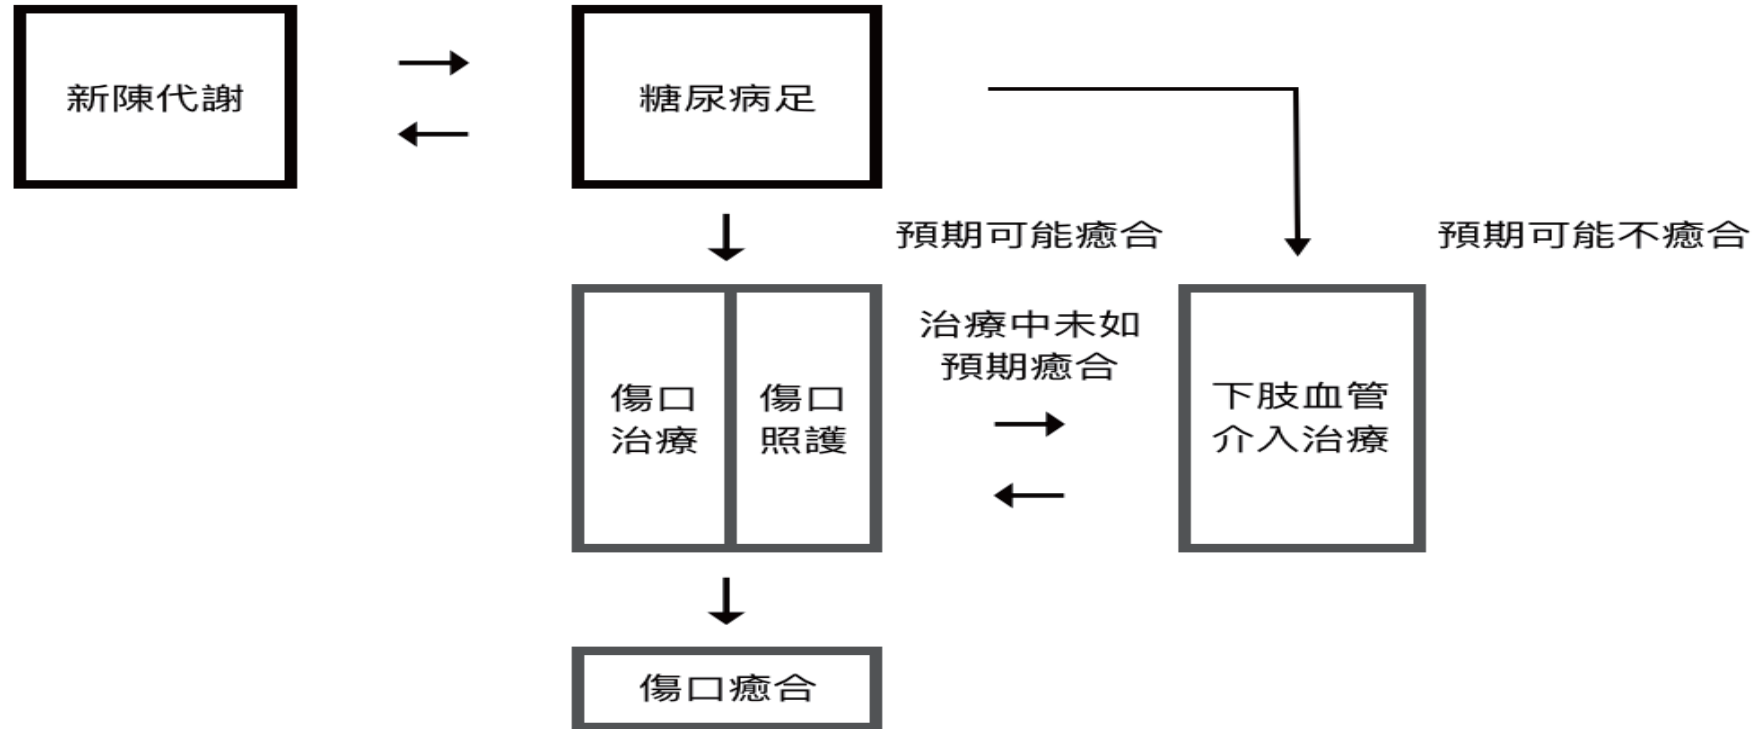 新陳代謝
糖尿病足
預期可能癒合
預期可能不癒合
治療中未如
預期癒合
傷口
治療
傷口
照護
下肢血管
介入治療
傷口癒合